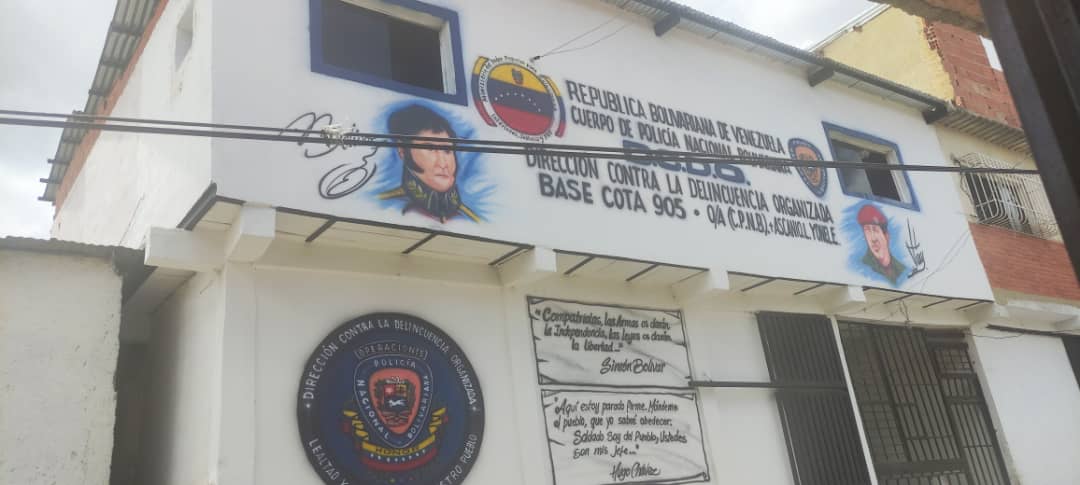 REPUBLICA BOLIVARIANA DE VENEZUELA
CUERPO DE POLICÍA NACIONAL BOLIVARIANA
D.C.D.O.
DIRECCIÓN CONTRA LA DELINCUENCIA ORGANIZADA
BASE COTA 905 • O/A (C.P.N.B).
DIRECCIÓN CONTRA LA DELINCUENCIA ORGANIZADA
OPERACIONES
POLICÍA
NACIONAL
BOLIVARIANA
HONOR
LEALTAD
PUEBLO
"Compatriotas, las Armas os darán
la Independencia, las Leyes os darán
la libertad..."
Simón Bolívar
"Aquí estoy parado firme. Mándeme
el pueblo, que yo sabré obedecer.
Soldado Soy del Pueblo, Ustedes
son mis Jefe..."
Hugo Chávez